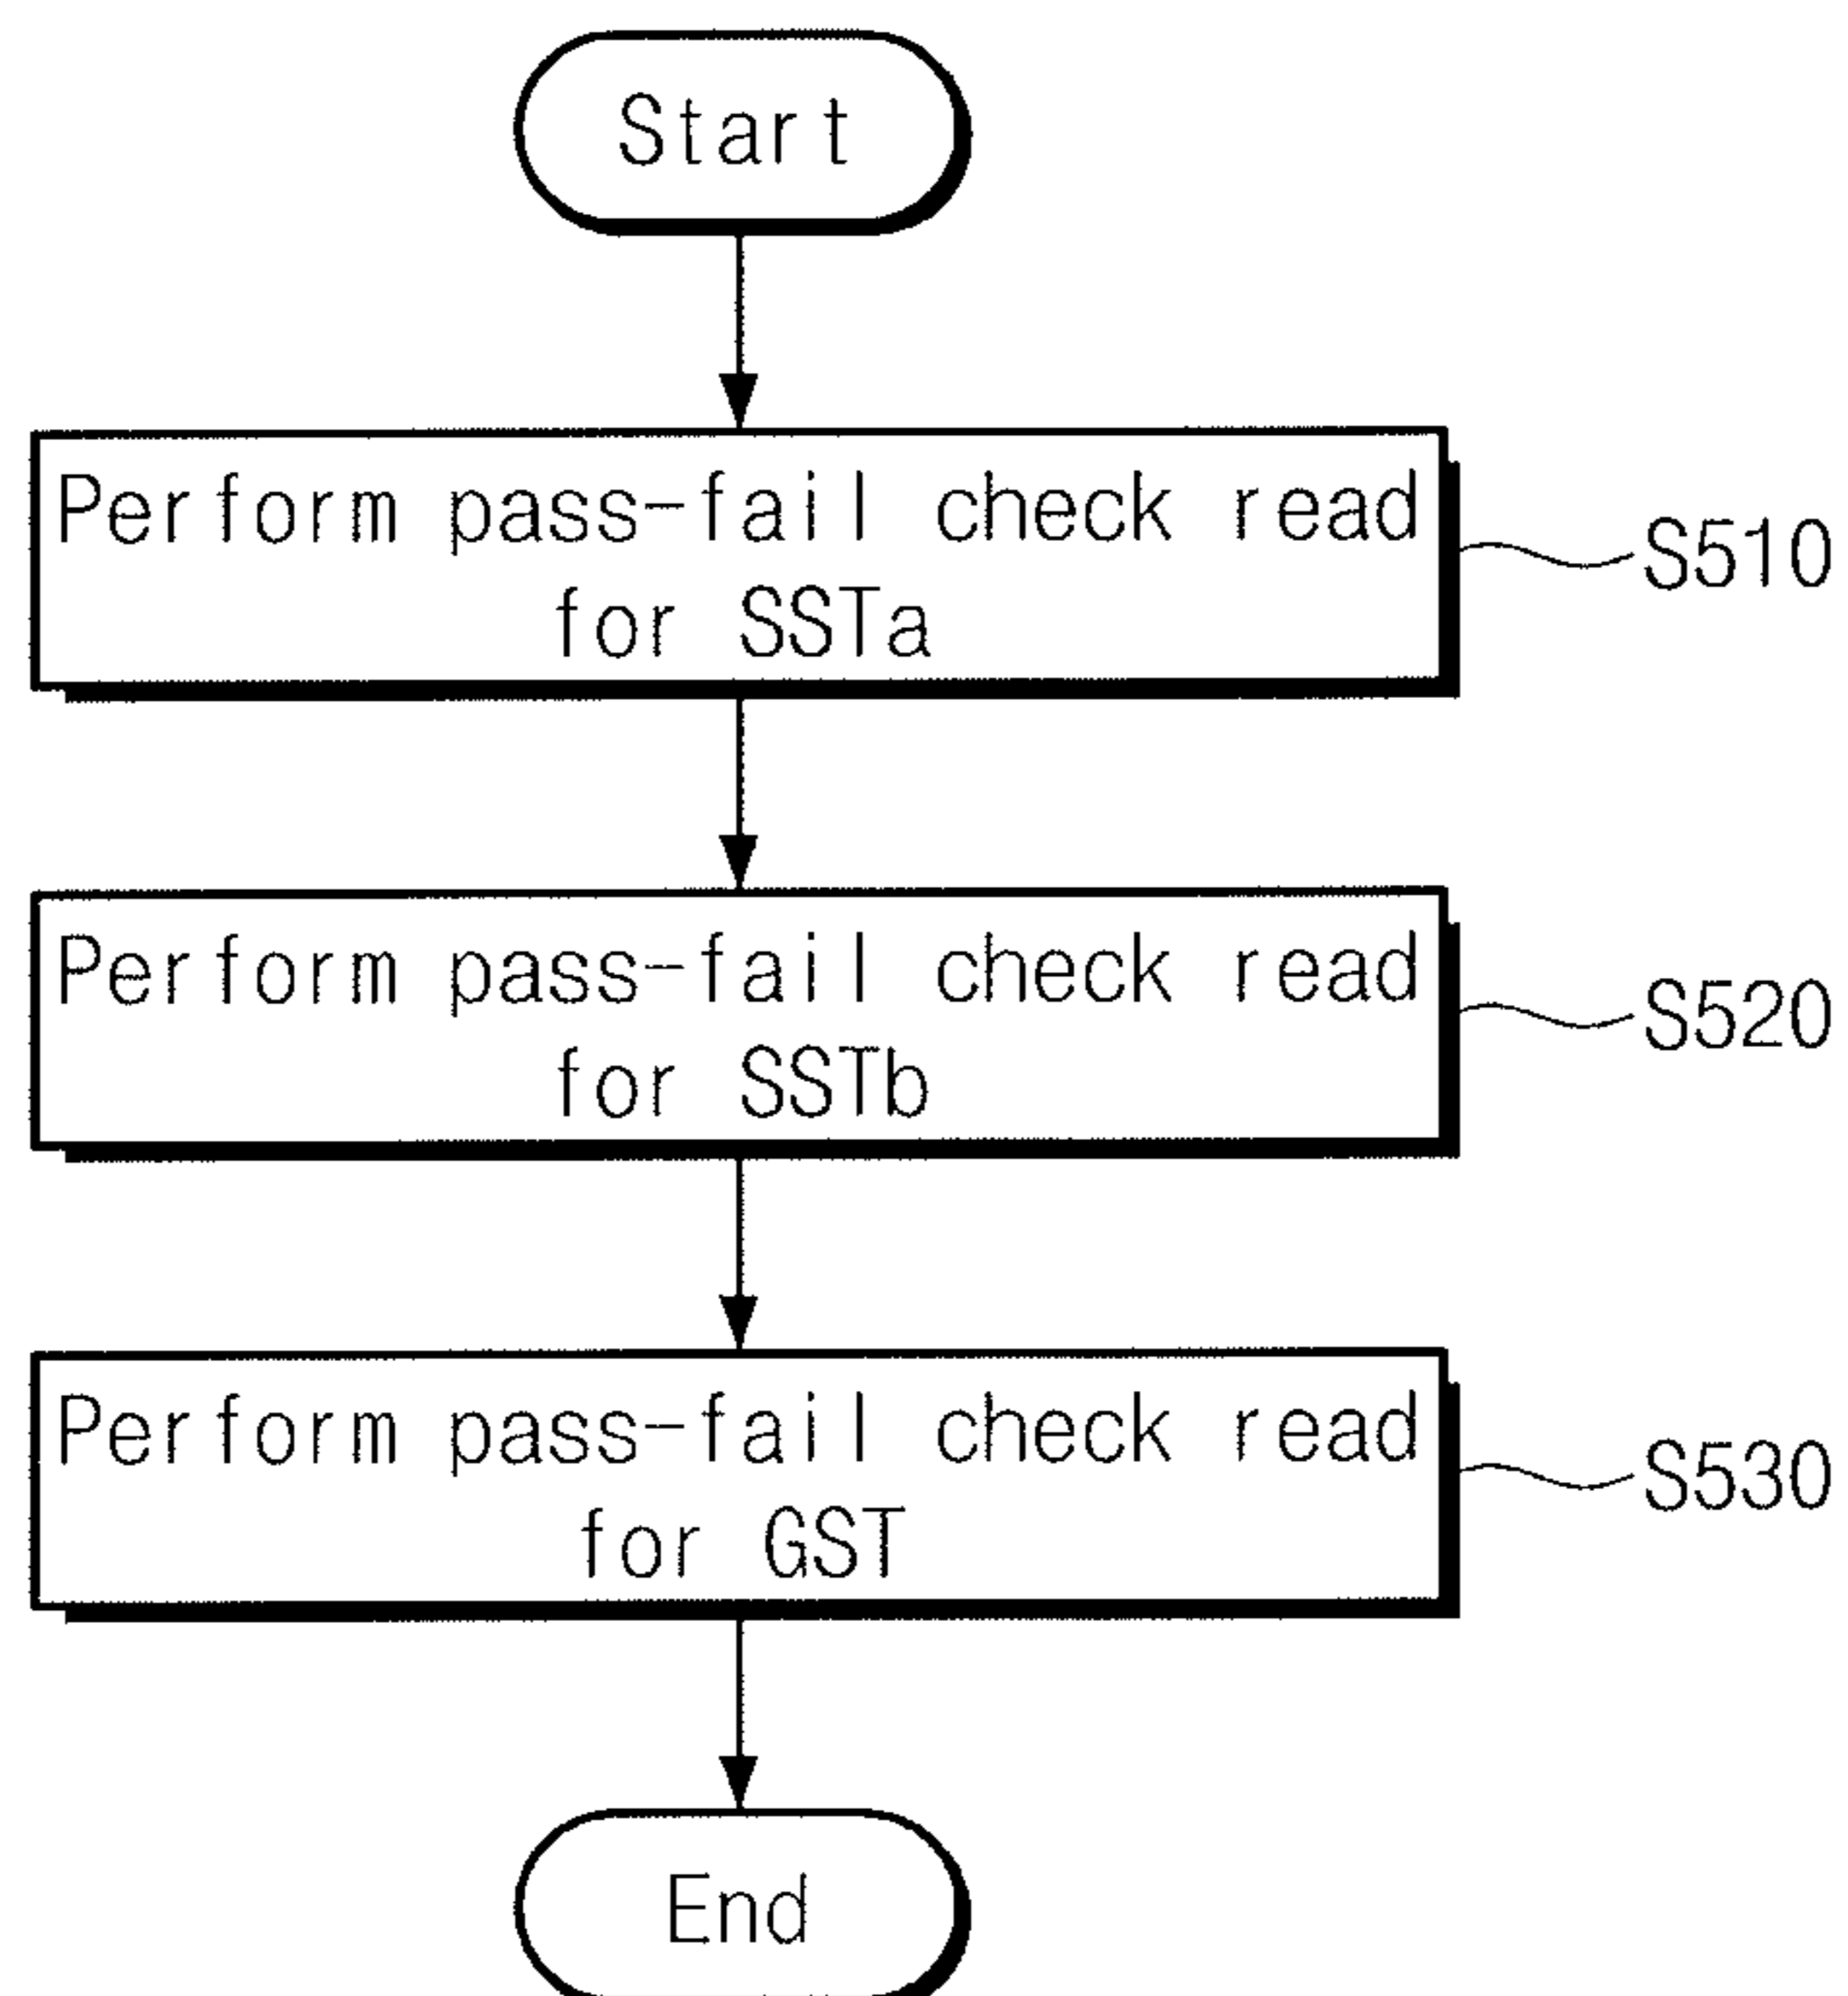 Start
Perform pass-fail check read
for SSTa
S510
Perform pass-fail check read
for SSTb
S520
Perform pass-fail check read
for GST
S530
End